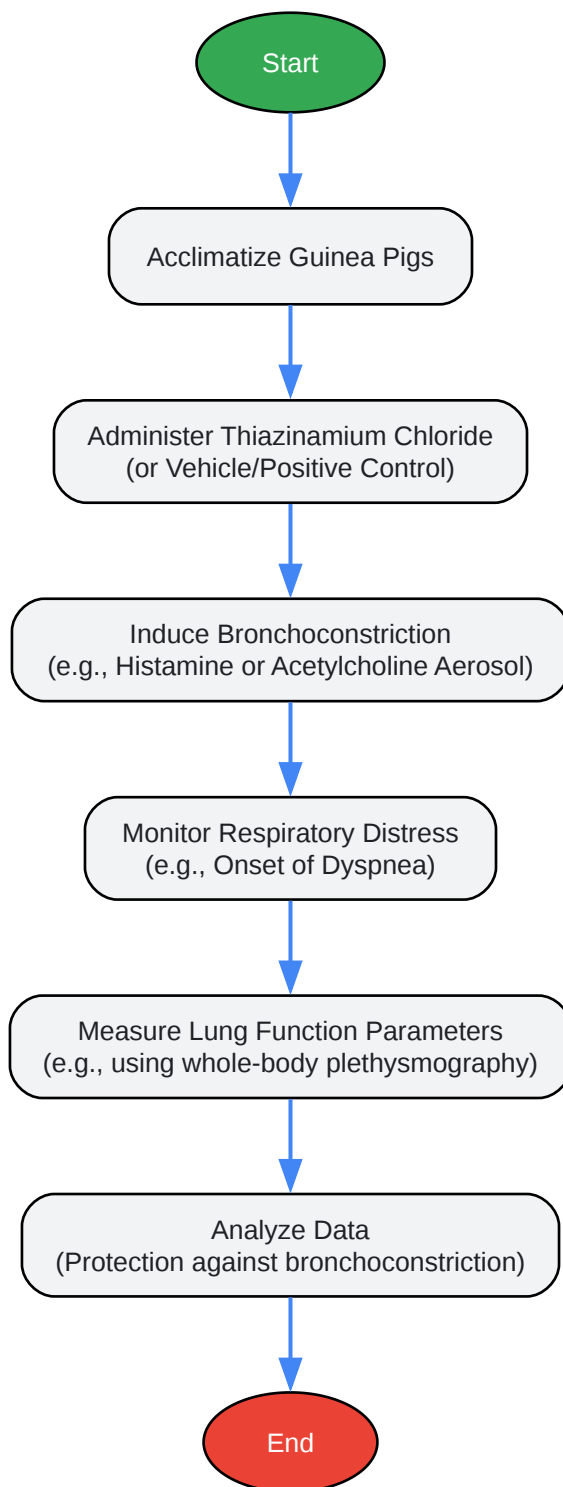 Start
Acclimatize Guinea Pigs
Administer Thiazinamium Chloride
(or Vehicle/Positive Control)
Induce Bronchoconstriction
(e.g., Histamine or Acetylcholine Aerosol)
Monitor Respiratory Distress
(e.g., Onset of Dyspnea)
Measure Lung Function Parameters
(e.g., using whole-body plethysmography)
Analyze Data
(Protection against bronchoconstriction)
End